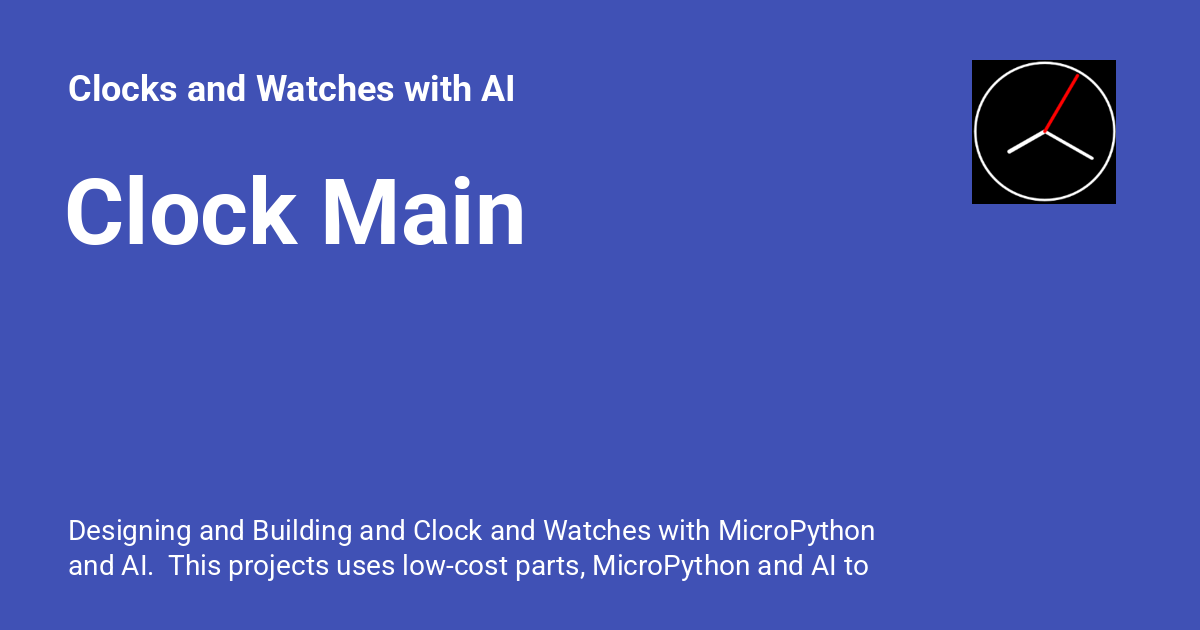 Clocks and Watches with AI
Clock Main
Designing and Building and Clock and Watches with MicroPython
and AI.  This projects uses low-cost parts, MicroPython and AI to